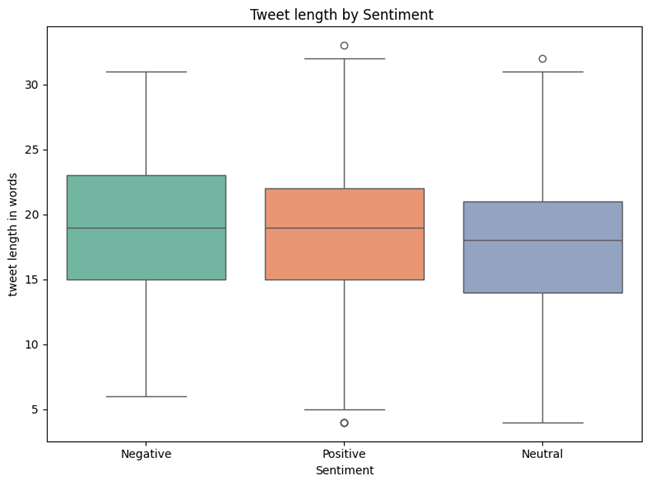 Tweet length by Sentiment
tweet length in words
30
25
20
15
10
5
Negative Positive Neutral
Sentiment